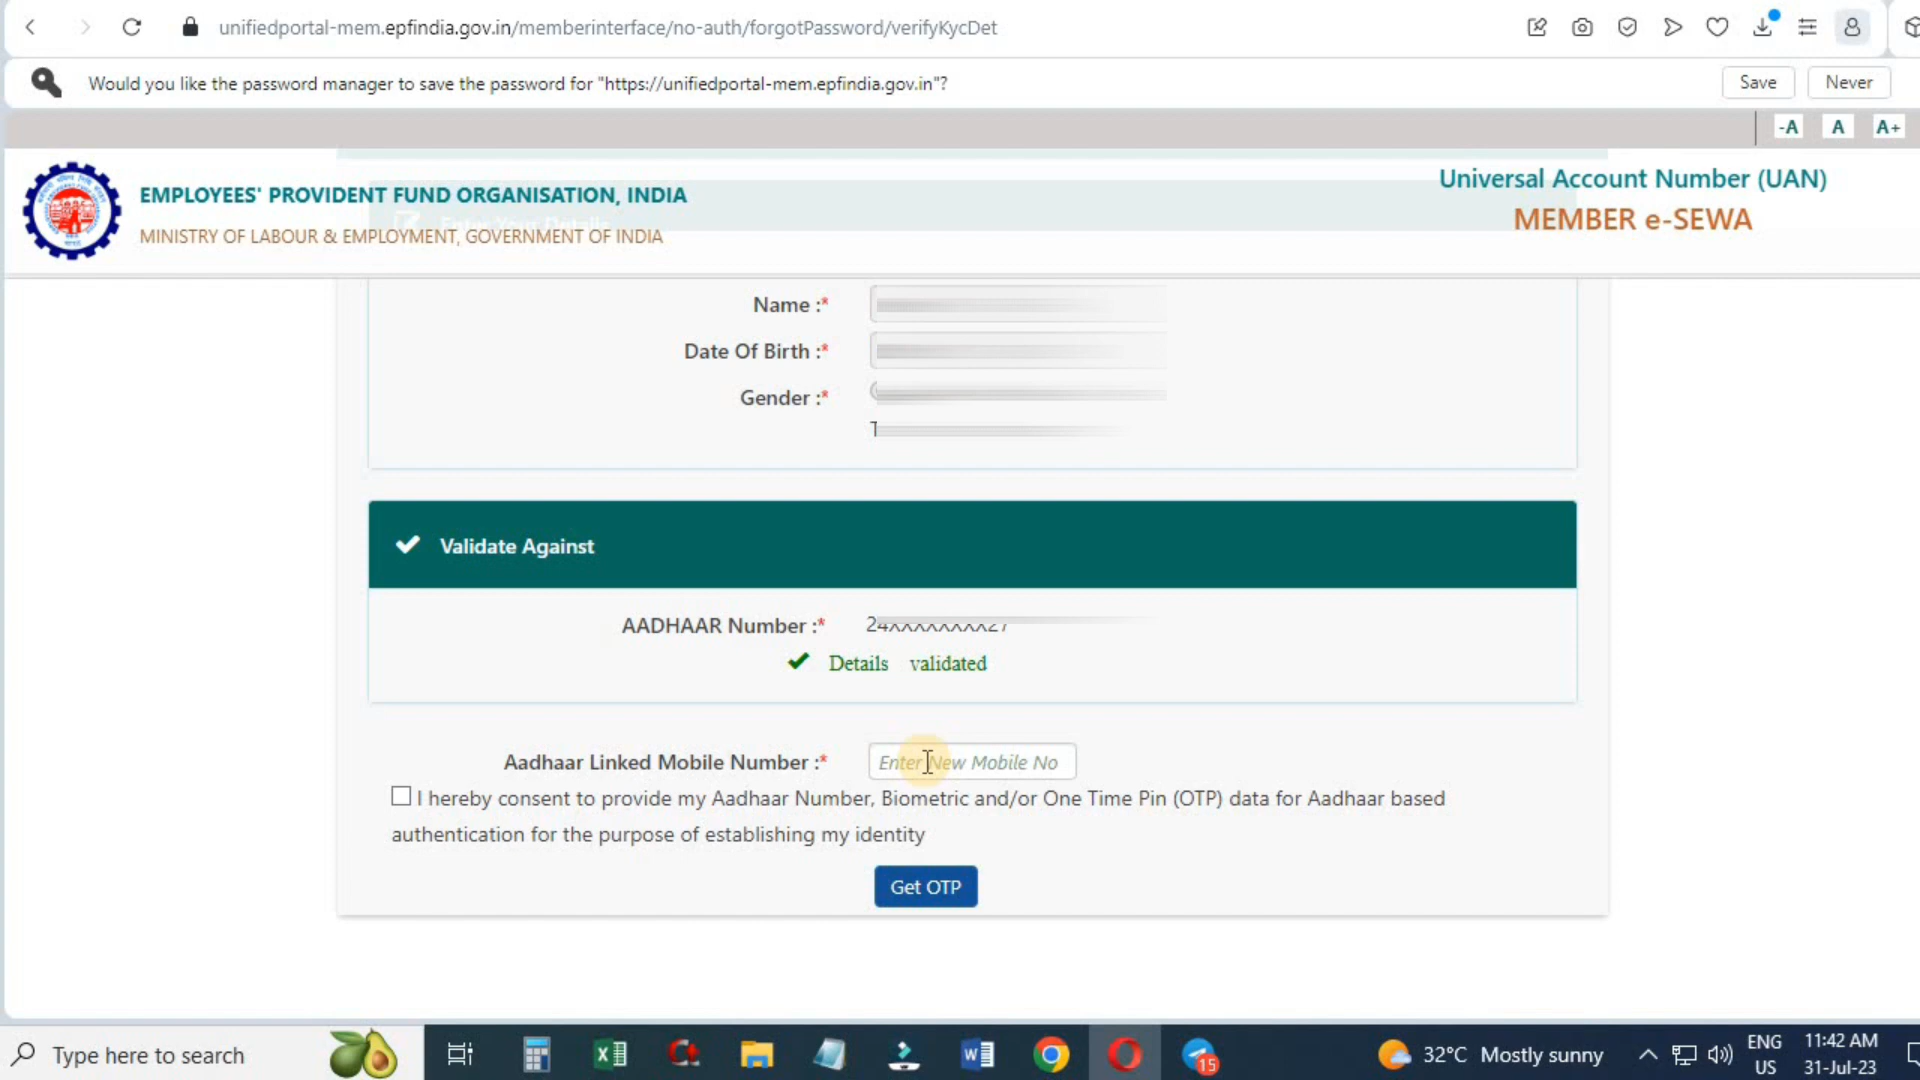 unifiedportal-mem.epfindia.gov.in/memberinterface/no-auth/forgotPassword/verifyKycDet
Would you like the password manager to save the password for "https://unifiedportal-mem.epfindia.gov.in"?
Save
Never
-A
A
A+
EMPLOYEES' PROVIDENT FUND ORGANISATION, INDIA
MINISTRY OF LABOUR & EMPLOYMENT, GOVERNMENT OF INDIA
Universal Account Number (UAN)
MEMBER e-SEWA
Enter Your Details
Name :*
Date Of Birth :*
Gender :*
Validate Against
AADHAAR Number :*
24XXXXXXXX27
Details validated
Aadhaar Linked Mobile Number :*
Enter New Mobile No
I hereby consent to provide my Aadhaar Number, Biometric and/or One Time Pin (OTP) data for Aadhaar based
authentication for the purpose of establishing my identity
Get OTP
Type here to search
15
32°C Mostly sunny
ENG
US
11:42 AM
31-Jul-23